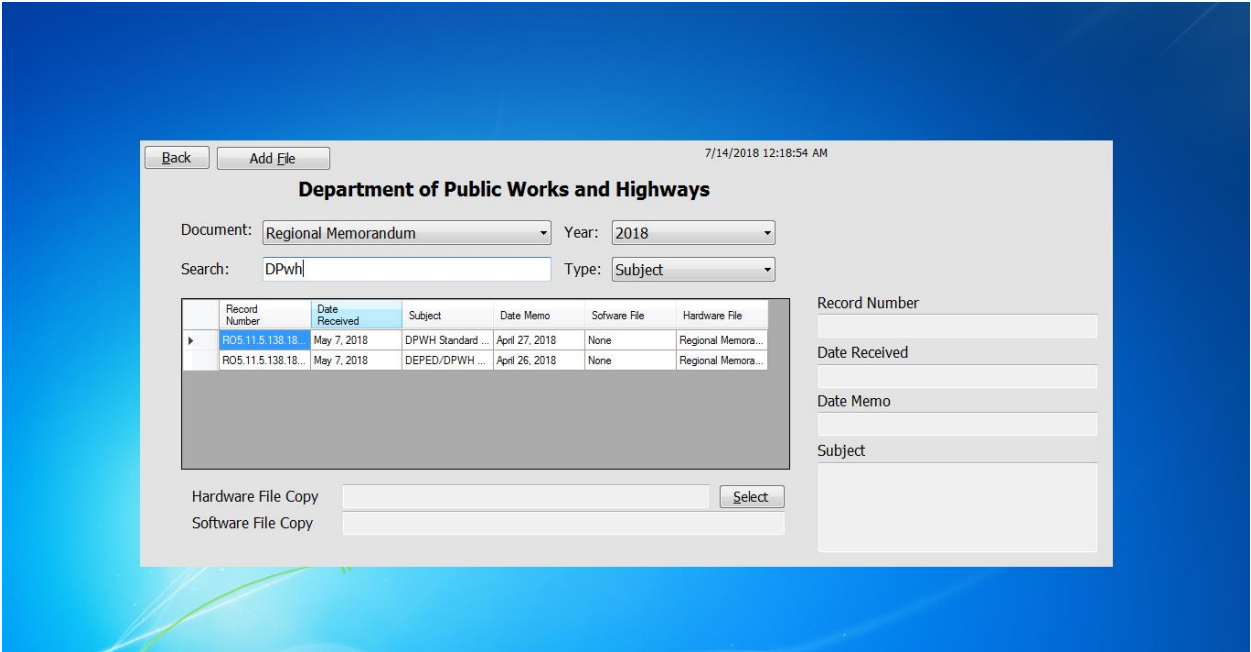 Back Add File 7/14/2018 12:18:54 AM
Department of Public Works and Highways
Document: Regional Memorandum Year: 2018
Search: DPwh Type: Subject
Record Number Date Received Subject Date Memo Sofware File Hardware File
RO5.11.5.138.18... May 7, 2018 DPWH Standard ... April 27, 2018 None Regional Memora...
RO5.11.5.138.18... May 7, 2018 DEPED/DPWH ... April 26, 2018 None Regional Memora...
Hardware File Copy Select
Software File Copy
Record Number
Date Received
Date Memo
Subject